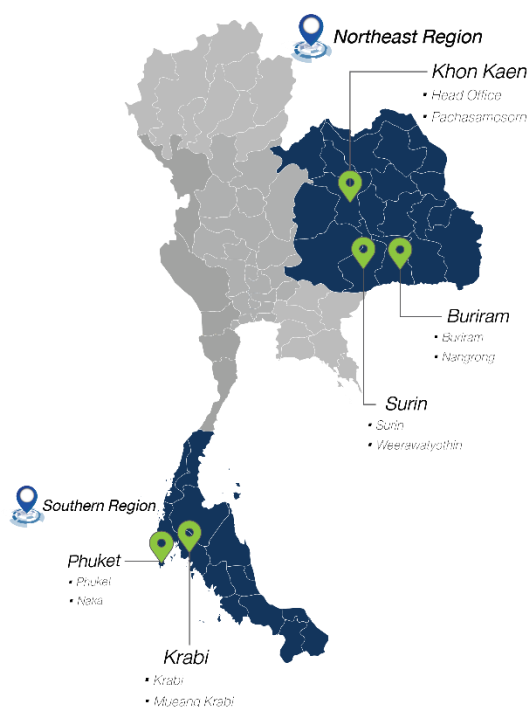 Northeast Region
Khon Kaen
• Head Office
• Pachasamosorn
Buriram
• Buriram
• Nangrong
Surin
• Surin
• Weerawatyothin
Southern Region
Phuket
• Phuket
• Naka
Krabi
• Krabi
• Mueang Krabi